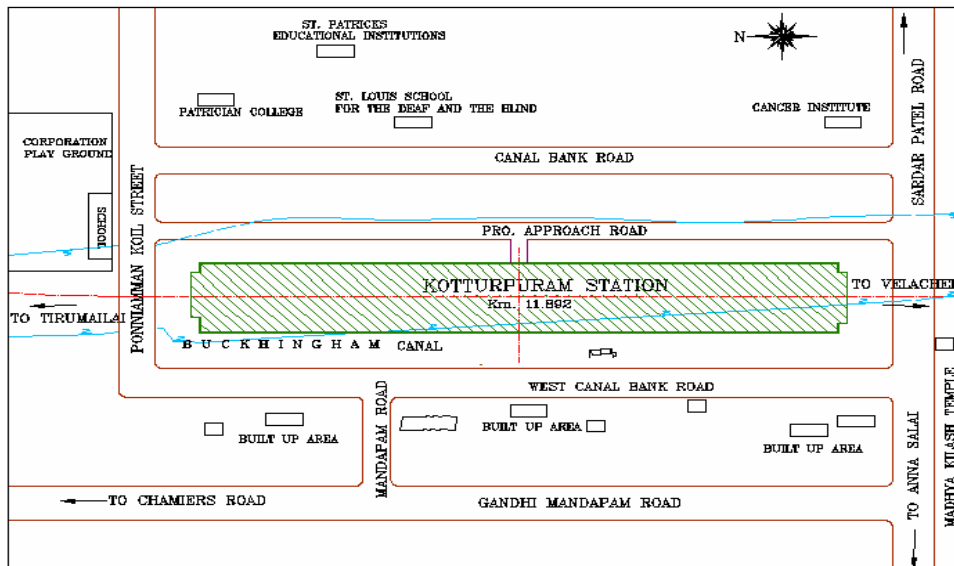 ST. PATRICKS
EDUCATIONAL INSTITUTIONS
N
PATRICIAN COLLEGE
ST. LOUIS SCHOOL
FOR THE DEAF AND THE BLIND
CANCER INSTITUTE
SARDAR PATEL ROAD
CORPORATION
PLAY GROUND
CANAL BANK ROAD
SCHOOL
PONNIAMMAN KOIL STREET
PRO. APPROACH ROAD
KOTTURPURAM STATION
Km. 11.892
TO VELACHE
TO TIRUMAILAI
BUCKHINGHAM CANAL
WEST CANAL BANK ROAD
MANDAPAM ROAD
BUILT UP AREA
BUILT UP AREA
BUILT UP AREA
TO ANNA SALAI
MADHYA KILASH TEMPLE
TO CHAMIERS ROAD
GANDHI MANDAPAM ROAD